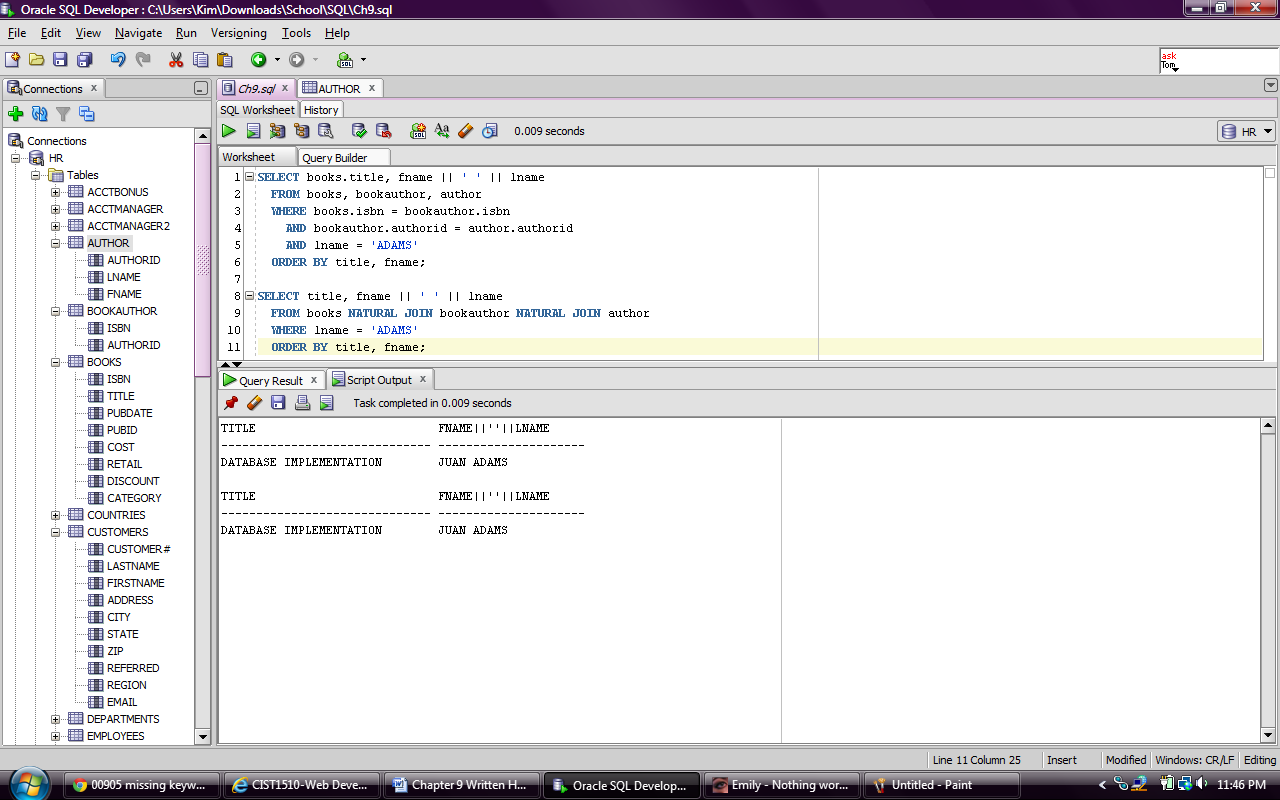 Oracle SQL Developer : C:\Users\Kim\Downloads\School\SQL\Ch9.sql
File Edit View Navigate Run Versioning Tools Help
ask
Tom
Connections
Connections
HR
Tables
ACCTBONUS
ACCTMANAGER
ACCTMANAGER2
AUTHOR
AUTHORID
LNAME
FNAME
BOOKAUTHOR
ISBN
AUTHORID
BOOKS
ISBN
TITLE
PUBDATE
PUBID
COST
RETAIL
DISCOUNT
CATEGORY
COUNTRIES
CUSTOMERS
CUSTOMER#
LASTNAME
FIRSTNAME
ADDRESS
CITY
STATE
ZIP
REFERRED
REGION
EMAIL
DEPARTMENTS
EMPLOYEES
Ch9.sql AUTHOR
SQL Worksheet History
SQL Aa 0.009 seconds HR
Worksheet Query Builder
1 SELECT books.title, fname || ' ' || lname
2 FROM books, bookauthor, author
3 WHERE books.isbn = bookauthor.isbn
4 AND bookauthor.authorid = author.authorid
5 AND lname = 'ADAMS'
6 ORDER BY title, fname;
7
8 SELECT title, fname || ' ' || lname
9 FROM books NATURAL JOIN bookauthor NATURAL JOIN author
10 WHERE lname = 'ADAMS'
11 ORDER BY title, fname;
Query Result Script Output
Task completed in 0.009 seconds
TITLE FNAME||''||LNAME
------------------------------ ---------------------
DATABASE IMPLEMENTATION JUAN ADAMS
TITLE FNAME||''||LNAME
------------------------------ ---------------------
DATABASE IMPLEMENTATION JUAN ADAMS
Line 11 Column 25 Insert Modified Windows: CR/LF Editing
00905 missing keyw... CIST1510-Web Deve... Chapter 9 Written H... Oracle SQL Develop... Emily - Nothing wor... Untitled - Paint 11:46 PM